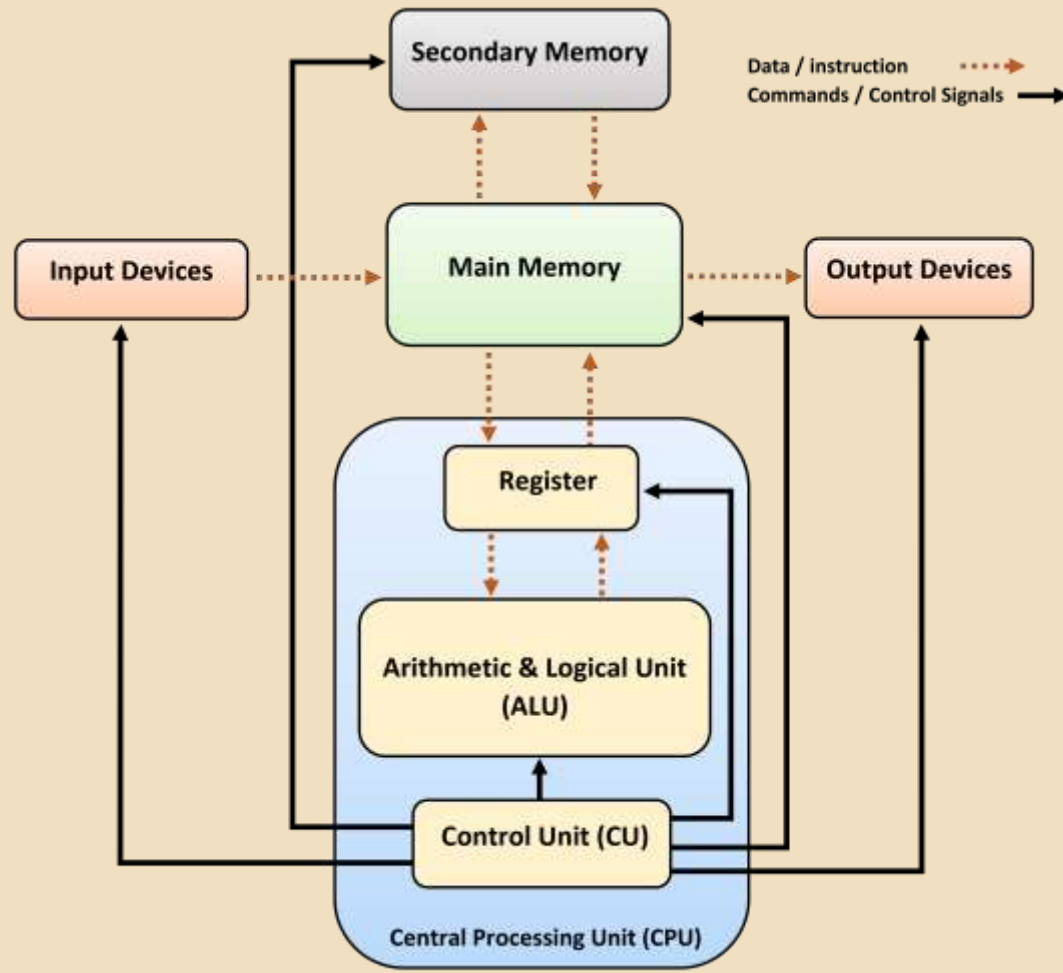 Secondary Memory
Data / instruction
Commands / Control Signals
Input Devices
Main Memory
Output Devices
Register
Arithmetic & Logical Unit
(ALU)
Control Unit (CU)
Central Processing Unit (CPU)